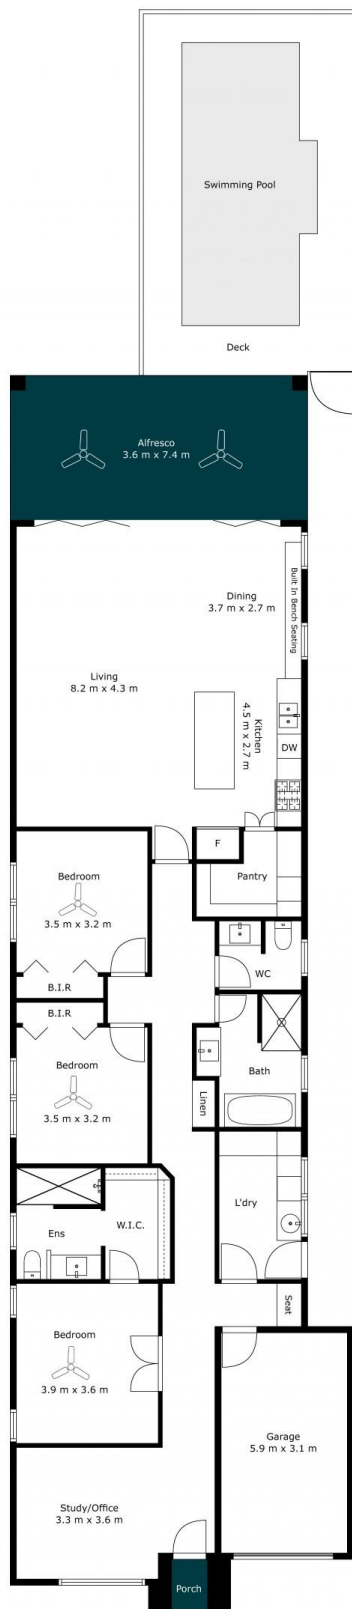 Swimming Pool
Deck
Alfresco
3.6 m x 7.4 m
Dining
3.7 m x 2.7 m
Built In Bench Seating
Living
8.2 m x 4.3 m
Kitchen
4.5 m x 2.7 m
DW
F
Pantry
Bedroom
3.5 m x 3.2 m
B.I.R
WC
B.I.R
Bedroom
3.5 m x 3.2 m
Bath
Linen
Ens
W.I.C.
L'dry
Seat
Bedroom
3.9 m x 3.6 m
Garage
5.9 m x 3.1 m
Study/Office
3.3 m x 3.6 m
Porch